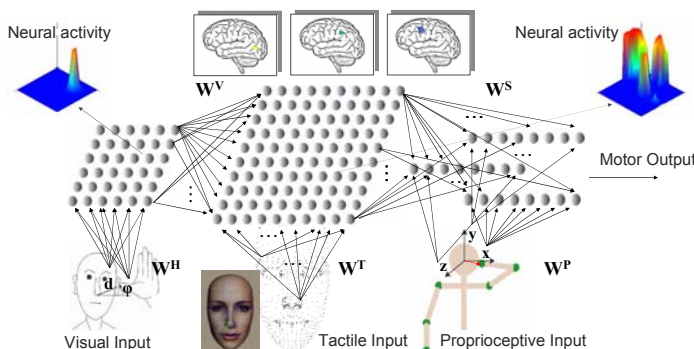 Neural activity
Neural activity
W^V
W^S
...
...
...
...
...
Motor Output
...
...
...
y
x
z
d φ
W^H
W^T
W^P
Visual Input
Tactile Input
Proprioceptive Input